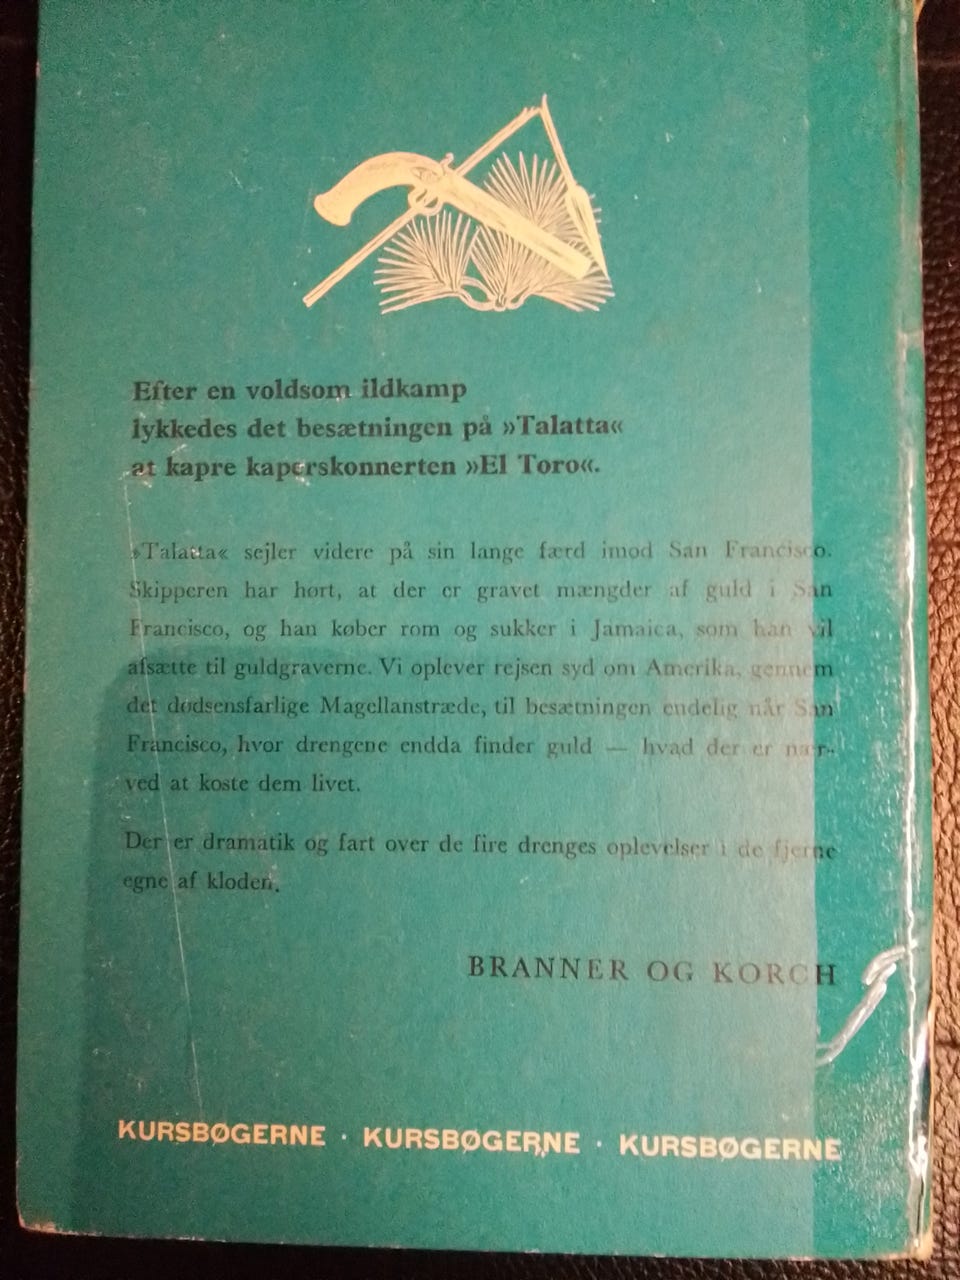 Efter en voldsom ildkamp
lykkedes det besætningen på »Talatta«
at kapre kaperskonnerten »El Toro«.
»Talatta« sejler videre på sin lange færd imod San Francisco.
Skipperen har hørt, at der er gravet mængder af guld i San
Francisco, og han køber rom og sukker i Jamaica, som han vil
afsætte til guldgraverne. Vi oplever rejsen syd om Amerika, gennem
det dødsensfarlige Magellanstræde, til besætningen endelig når San
Francisco, hvor drengene endda finder guld — hvad der er nær-
ved at koste dem livet.
Der er dramatik og fart over de fire drenges oplevelser i de fjerne
egne af kloden.
BRANNER OG KORCH
KURSBØGERNE · KURSBØGERNE · KURSBØGERNE